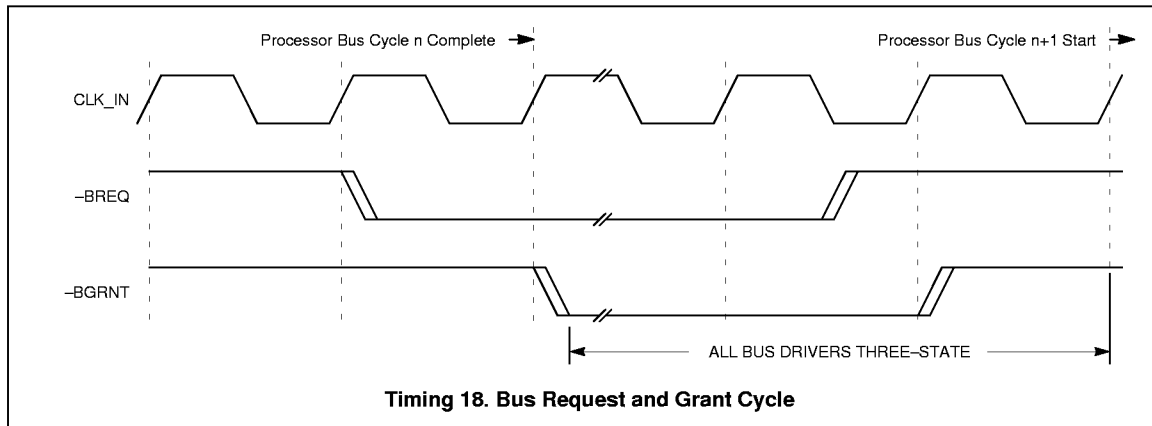 Processor Bus Cycle n Complete
Processor Bus Cycle n+1 Start
CLK_IN
–BREQ
–BGRNT
ALL BUS DRIVERS THREE–STATE
Timing 18. Bus Request and Grant Cycle